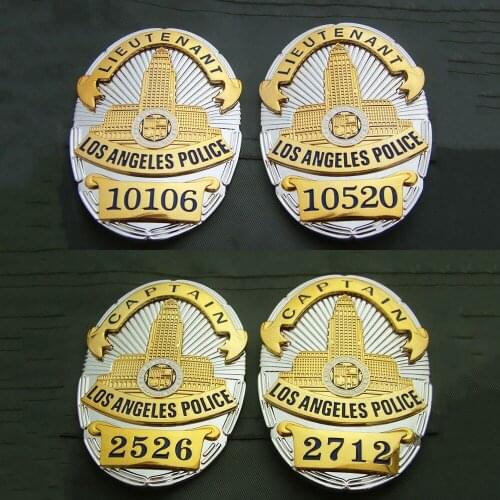 LIEUTENANT
LOS ANGELES POLICE
10106
LIEUTENANT
LOS ANGELES POLICE
10520
CAPTAIN
LOS ANGELES POLICE
2526
CAPTAIN
LOS ANGELES POLICE
2712